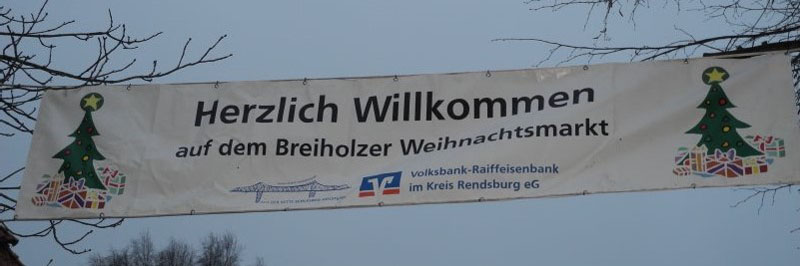 Herzlich Willkommen
auf dem Breiholzer Weihnachtsmarkt
Volksbank-Raiffeisenbank
im Kreis Rendsburg eG